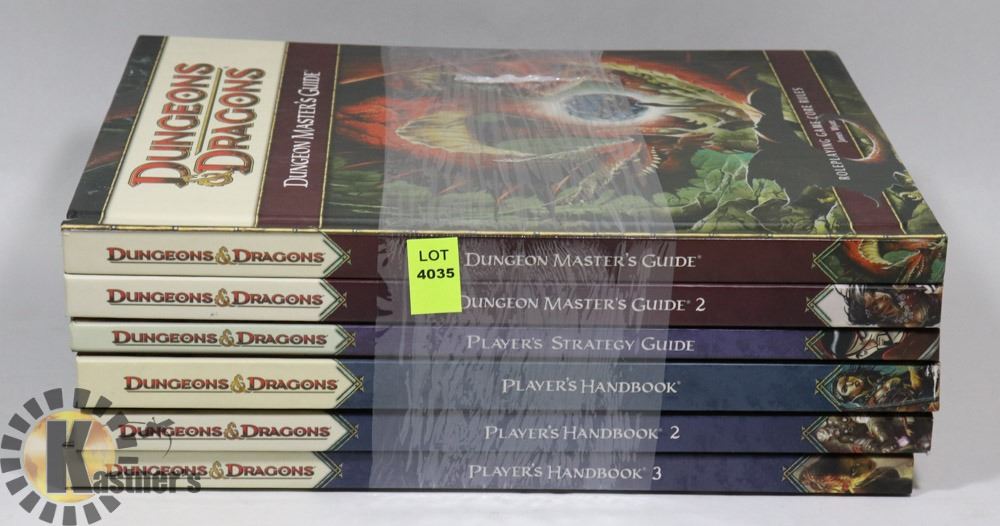 DUNGEONS
& DRAGONS
DUNGEON MASTER'S GUIDE
ROLEPLAYING GAME CORE RULES
James Wyatt
DUNGEONS & DRAGONS DUNGEON MASTER'S GUIDE
LOT
4035
DUNGEONS & DRAGONS DUNGEON MASTER'S GUIDE 2
DUNGEONS & DRAGONS PLAYER'S STRATEGY GUIDE
DUNGEONS & DRAGONS PLAYER'S HANDBOOK
DUNGEONS & DRAGONS PLAYER'S HANDBOOK 2
DUNGEONS & DRAGONS PLAYER'S HANDBOOK 3
Kastner's